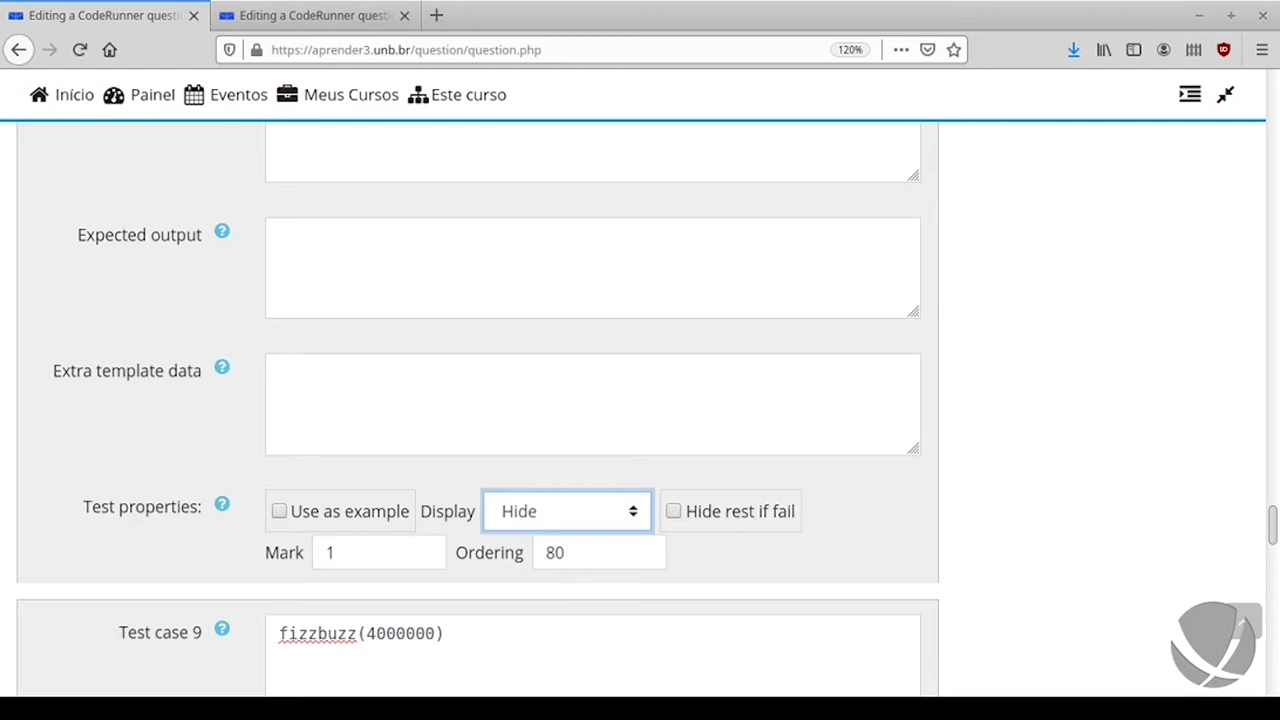 Editing a CodeRunner questi
Editing a CodeRunner questi
https://aprender3.unb.br/question/question.php
120%
Início
Painel
Eventos
Meus Cursos
Este curso
Expected output
Extra template data
Test properties:
Use as example
Display
Hide
Hide rest if fail
Mark
1
Ordering
80
Test case 9
fizzbuzz(4000000)